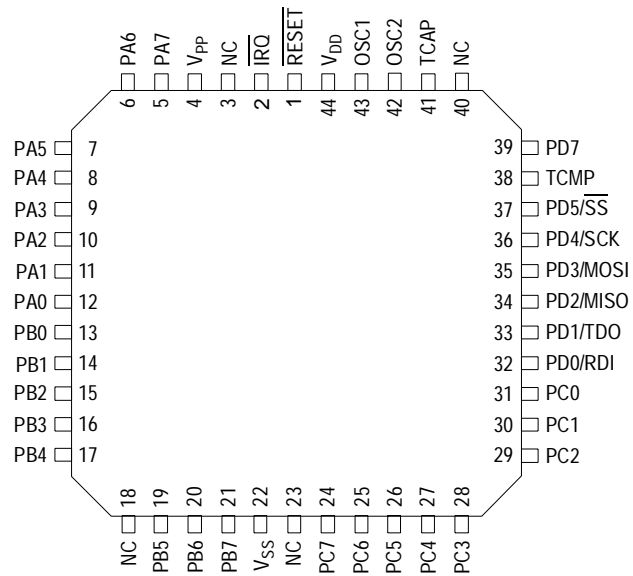 PA6 PA7 VPP NC IRQ RESET VDD OSC1 OSC2 TCAP NC
6 5 4 3 2 1 44 43 42 41 40
PA5 7 39 PD7
PA4 8 38 TCMP
PA3 9 37 PD5/SS
PA2 10 36 PD4/SCK
PA1 11 35 PD3/MOSI
PA0 12 34 PD2/MISO
PB0 13 33 PD1/TDO
PB1 14 32 PD0/RDI
PB2 15 31 PC0
PB3 16 30 PC1
PB4 17 29 PC2
18 19 20 21 22 23 24 25 26 27 28
NC PB5 PB6 PB7 VSS NC PC7 PC6 PC5 PC4 PC3